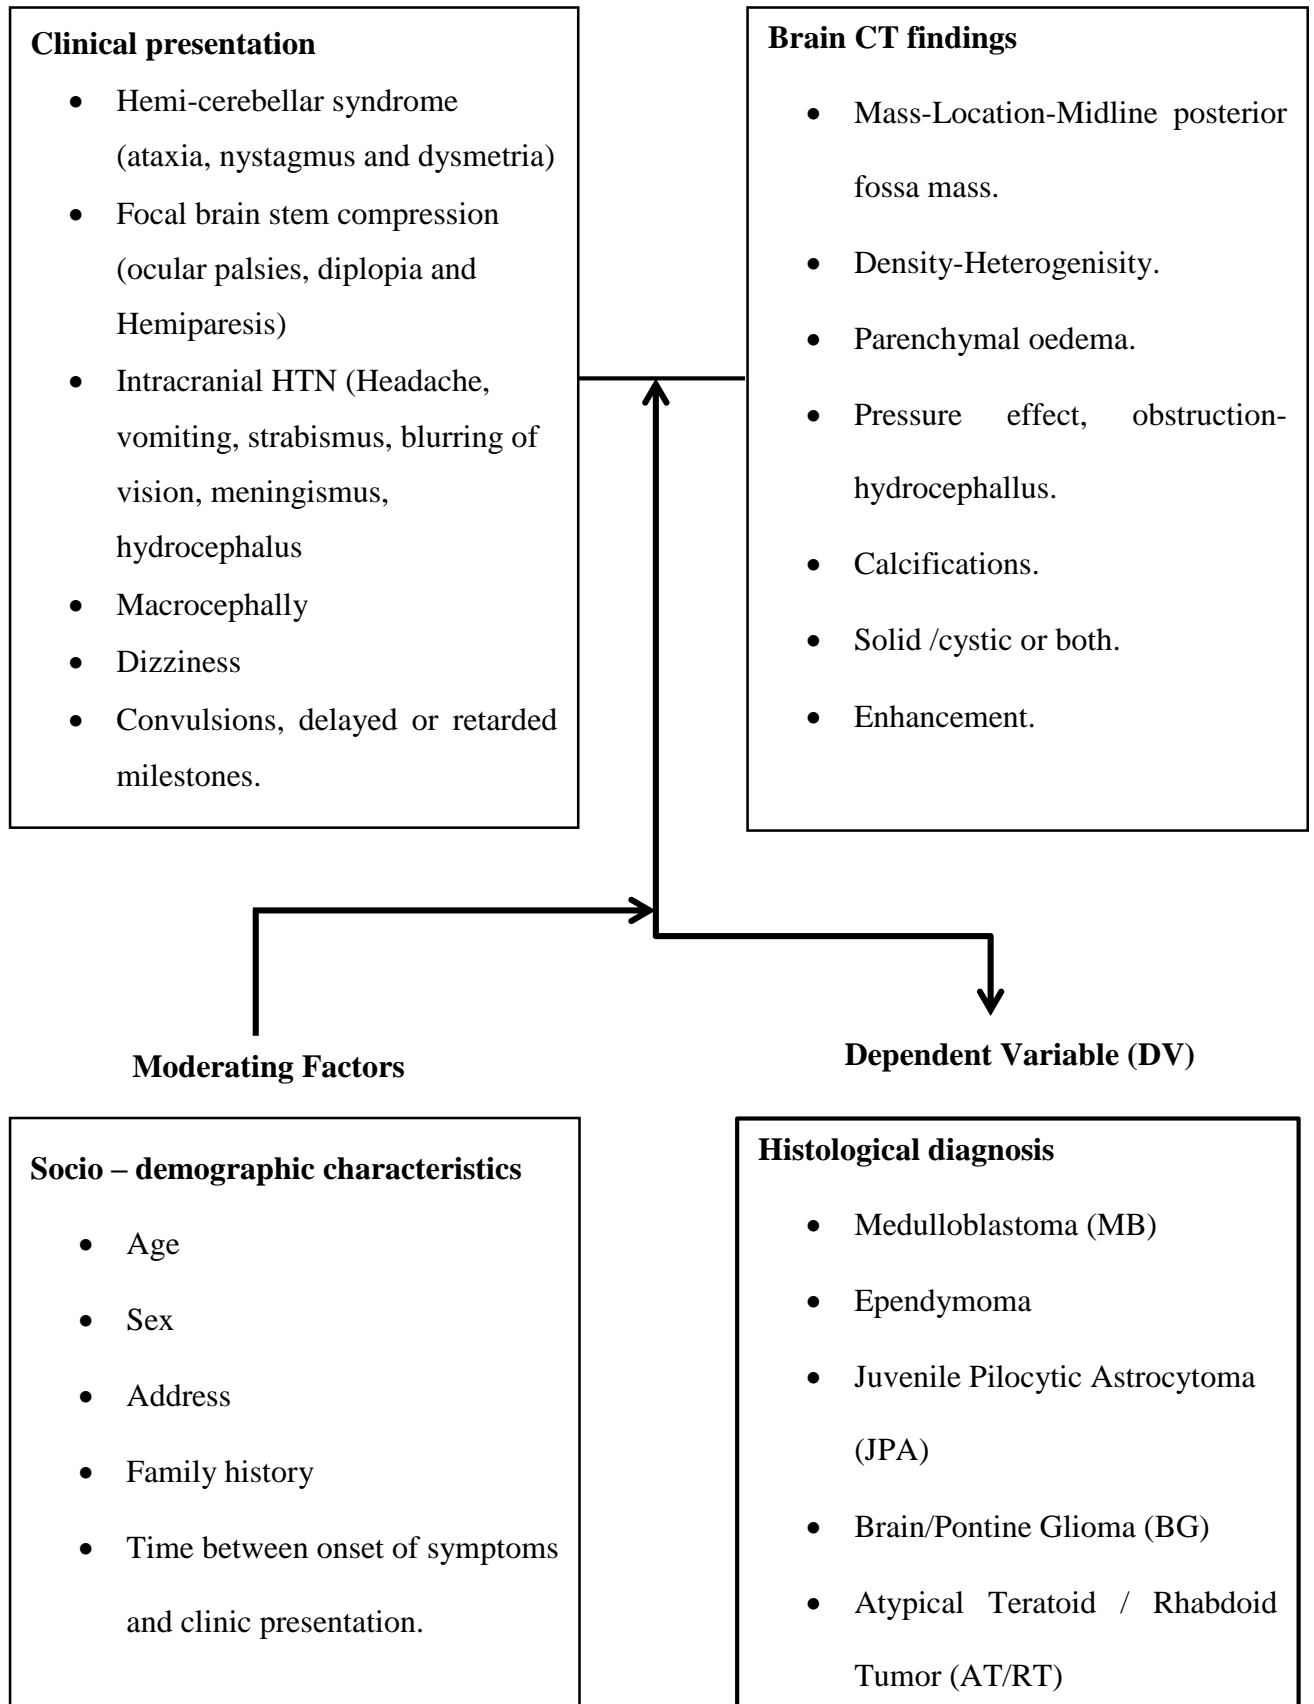 Clinical presentation
• Hemi-cerebellar syndrome
(ataxia, nystagmus and dysmetria)
• Focal brain stem compression
(ocular palsies, diplopia and
Hemiparesis)
• Intracranial HTN (Headache,
vomiting, strabismus, blurring of
vision, meningismus,
hydrocephalus
• Macrocephally
• Dizziness
• Convulsions, delayed or retarded
milestones.
Brain CT findings
• Mass-Location-Midline posterior
fossa mass.
• Density-Heterogenisity.
• Parenchymal oedema.
• Pressure effect, obstruction-
hydrocephallus.
• Calcifications.
• Solid /cystic or both.
• Enhancement.
Moderating Factors
Socio – demographic characteristics
• Age
• Sex
• Address
• Family history
• Time between onset of symptoms
and clinic presentation.
Dependent Variable (DV)
Histological diagnosis
• Medulloblastoma (MB)
• Ependymoma
• Juvenile Pilocytic Astrocytoma
(JPA)
• Brain/Pontine Glioma (BG)
• Atypical Teratoid / Rhabdoid
Tumor (AT/RT)